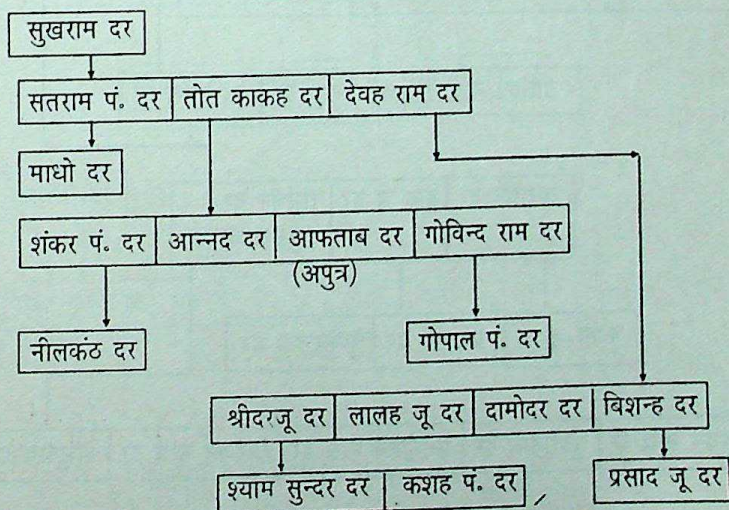 सुखराम दर
सतराम पं. दर तोत काकह दर देवह राम दर
माधो दर
शंकर पं. दर आन्नद दर आफताब दर गोविन्द राम दर
(अपुत्र)
नीलकंठ दर गोपाल पं. दर
श्रीदरजू दर लालह जू दर दामोदर दर बिशन्ह दर
श्याम सुन्दर दर कशह पं. दर प्रसाद जू दर